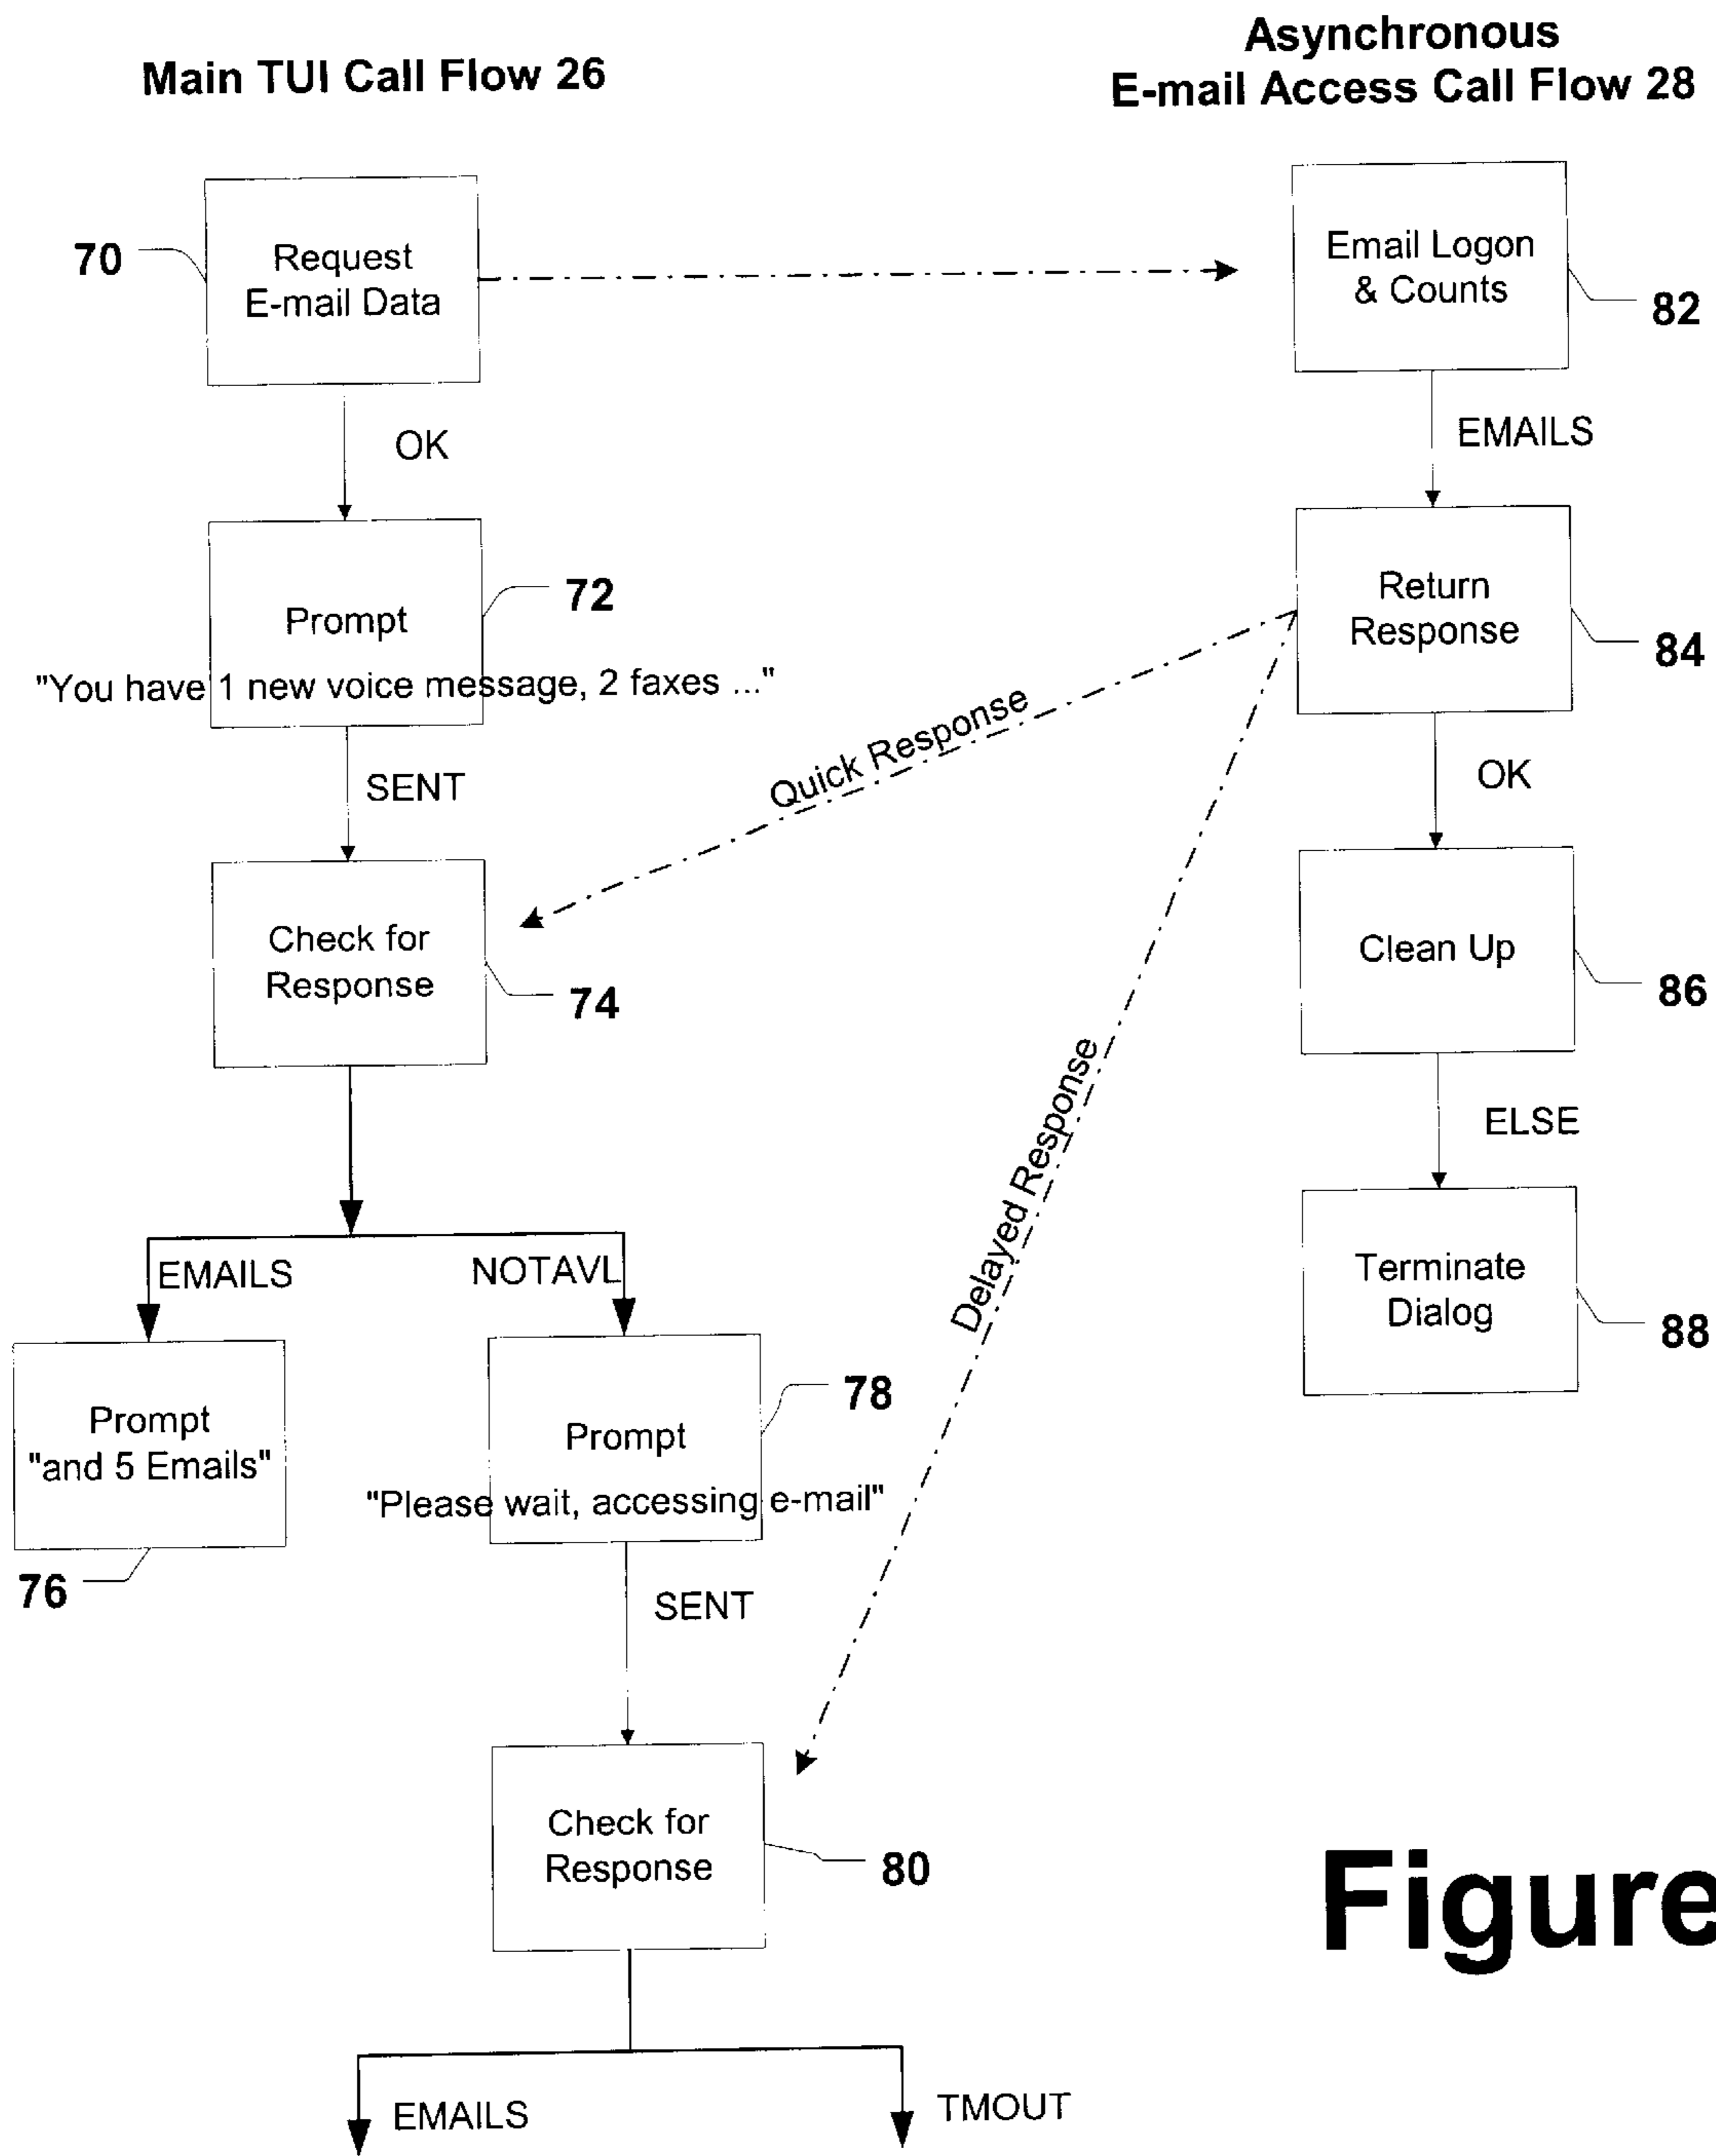 Main TUI Call Flow 26
Asynchronous
E-mail Access Call Flow 28
70
Request
E-mail Data
Email Logon
& Counts
82
OK
EMAILS
72
Prompt
"You have 1 new voice message, 2 faxes ..."
Return
Response
84
SENT
Quick Response
OK
Check for
Response
74
Clean Up
86
Delayed Response
ELSE
EMAILS
NOTAVL
Terminate
Dialog
88
Prompt
"and 5 Emails"
76
78
Prompt
"Please wait, accessing e-mail"
SENT
Check for
Response
80
Figure
EMAILS
TMOUT